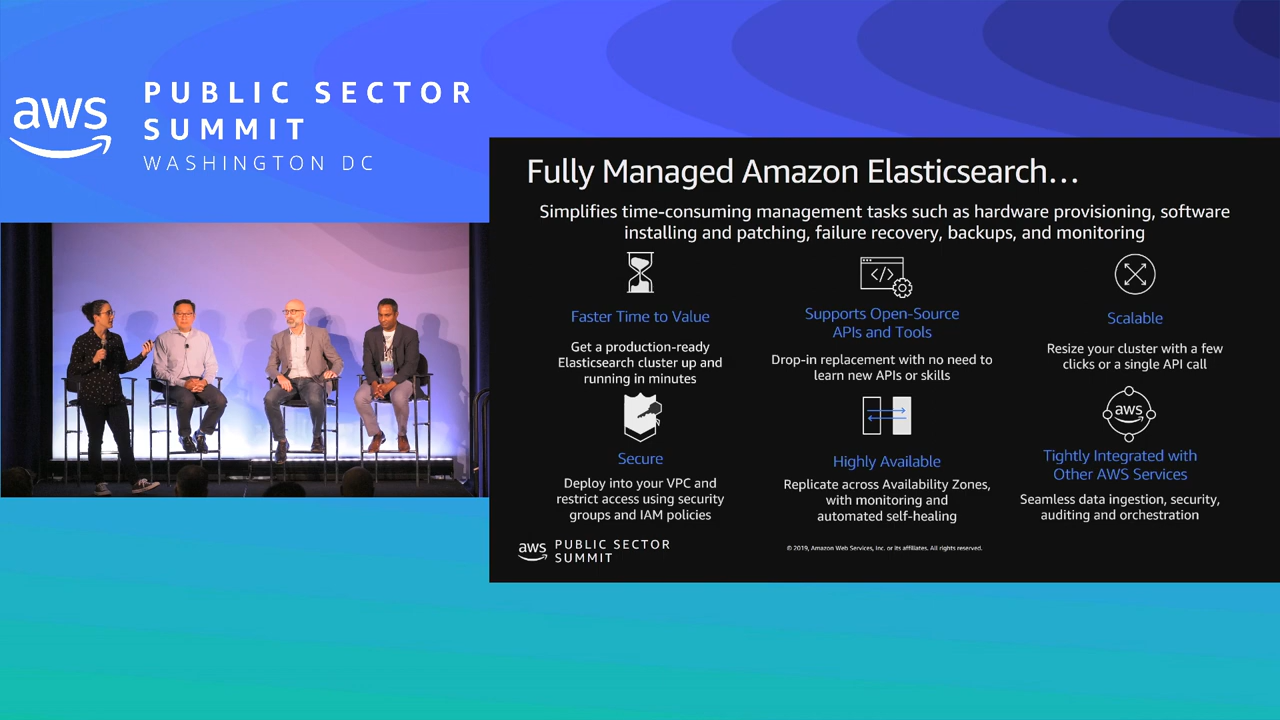 aws
PUBLIC SECTOR
SUMMIT
WASHINGTON DC
Fully Managed Amazon Elasticsearch…
Simplifies time-consuming management tasks such as hardware provisioning, software
installing and patching, failure recovery, backups, and monitoring
Faster Time to Value
Get a production-ready
Elasticsearch cluster up and
running in minutes
Supports Open-Source
APIs and Tools
Drop-in replacement with no need to
learn new APIs or skills
Scalable
Resize your cluster with a few
clicks or a single API call
Secure
Deploy into your VPC and
restrict access using security
groups and IAM policies
Highly Available
Replicate across Availability Zones,
with monitoring and
automated self-healing
aws
Tightly Integrated with
Other AWS Services
Seamless data ingestion, security,
auditing and orchestration
aws
PUBLIC SECTOR
SUMMIT
© 2019, Amazon Web Services, Inc. or its affiliates. All rights reserved.